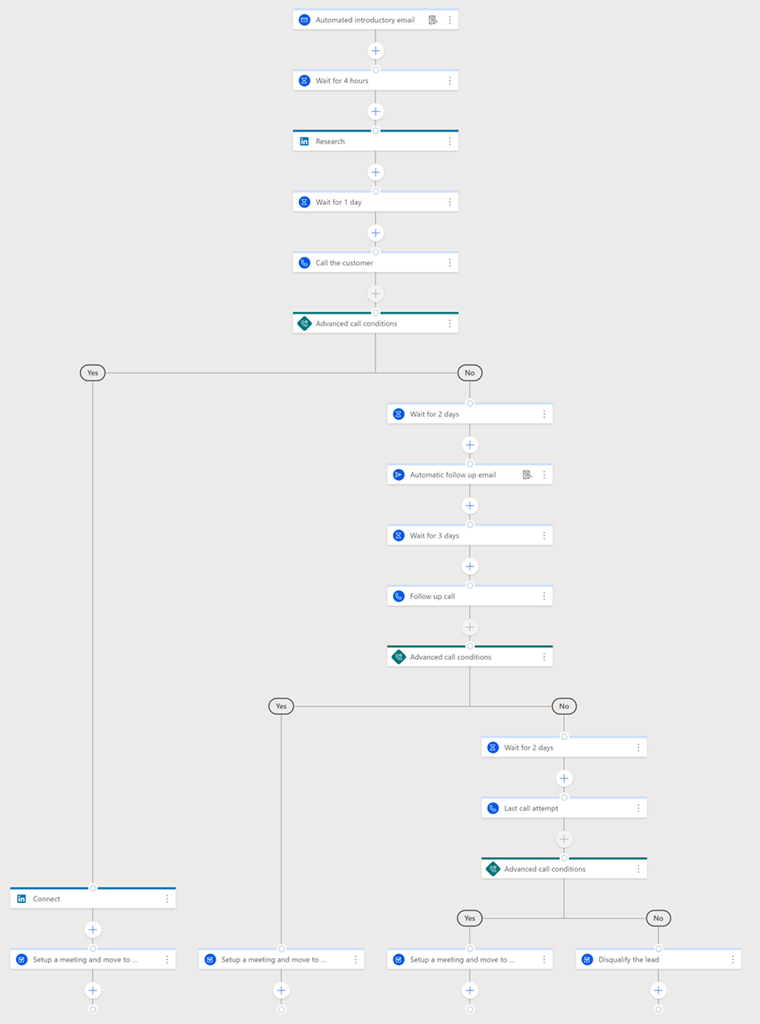 Automated introductory email
Wait for 4 hours
in Research
Wait for 1 day
Call the customer
Advanced call conditions
Yes
No
Wait for 2 days
Automatic follow up email
Wait for 3 days
Follow up call
Advanced call conditions
Yes
No
Wait for 2 days
Last call attempt
Advanced call conditions
in Connect
Yes
No
Setup a meeting and move to ...
Setup a meeting and move to ...
Setup a meeting and move to ...
Disqualify the lead